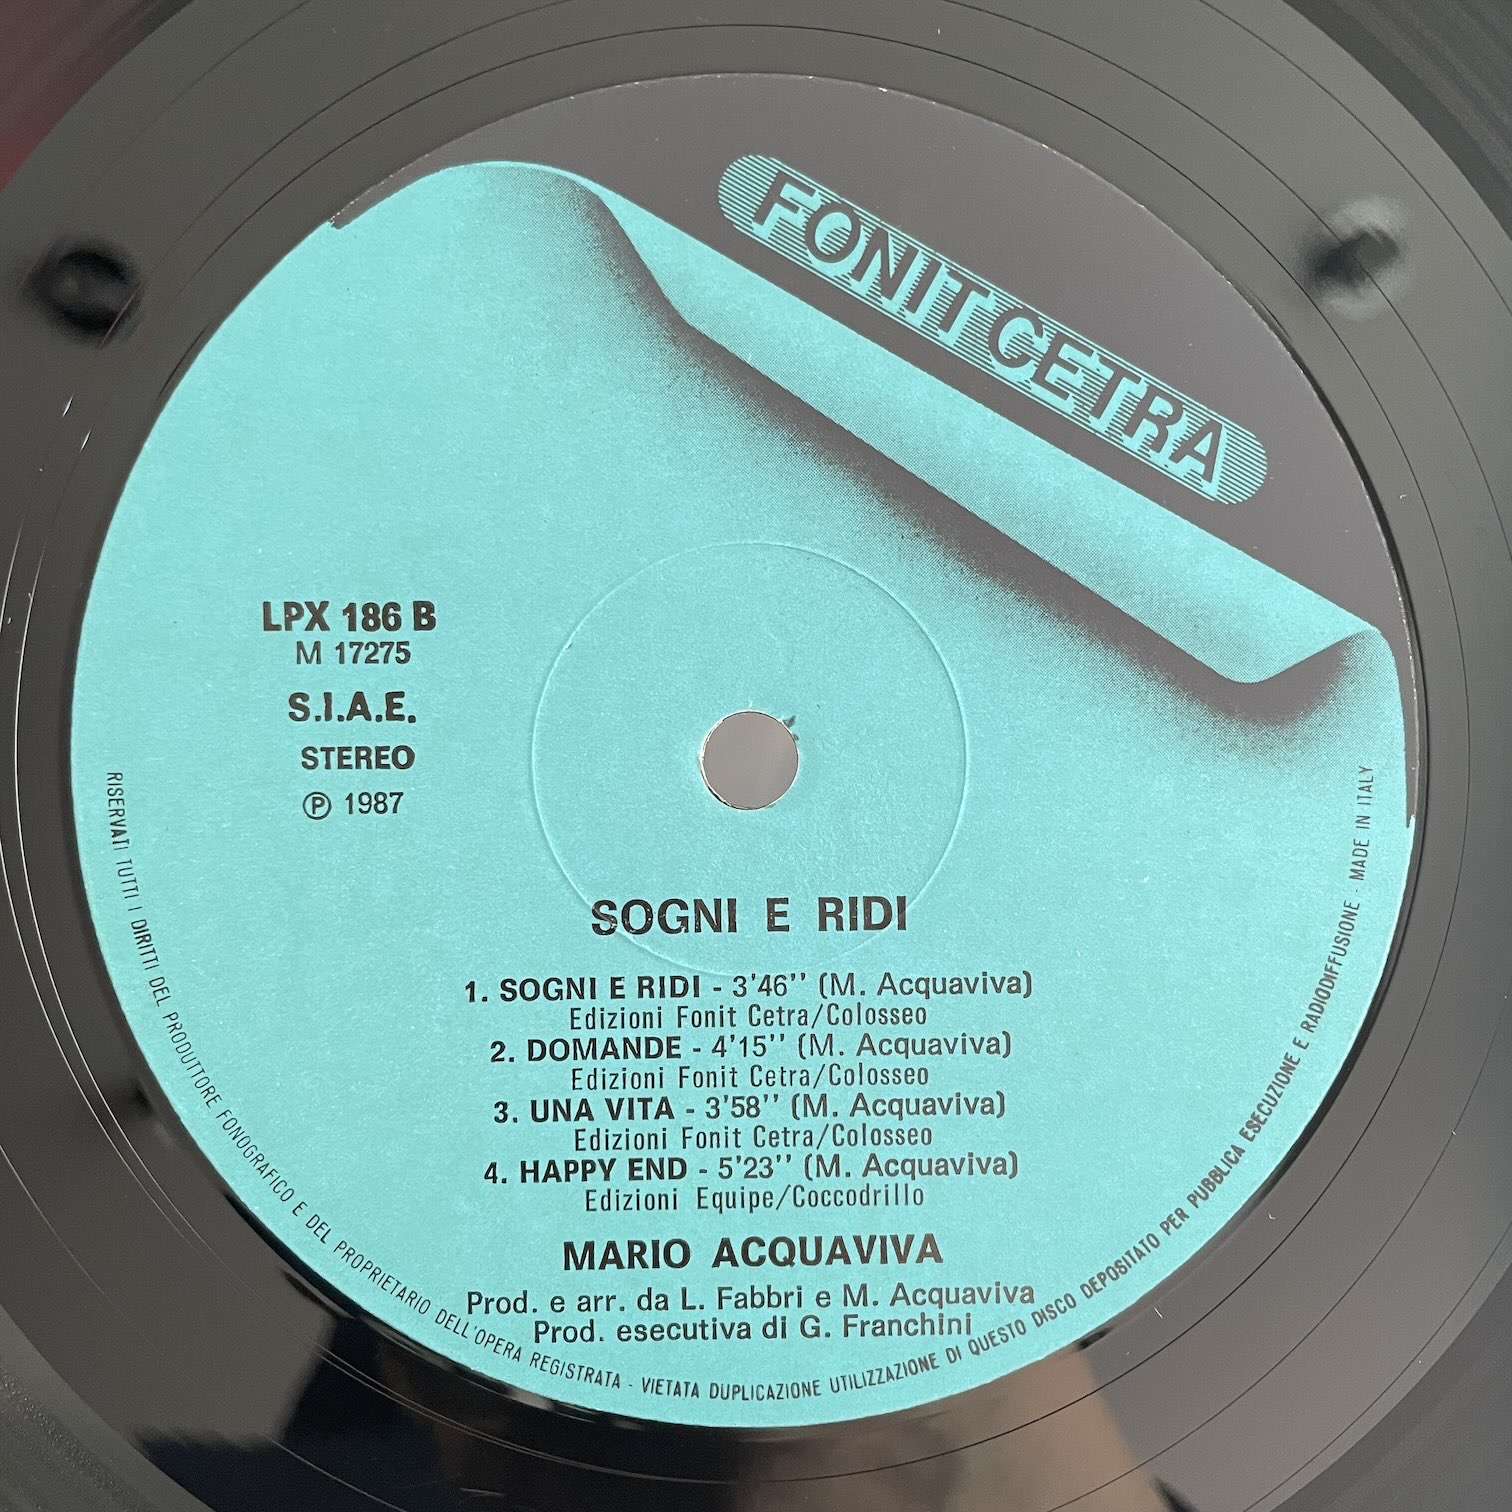 FONIT CETRA
LPX 186 B
M 17275
S.I.A.E.
STEREO
℗ 1987
SOGNI E RIDI
1. SOGNI E RIDI - 3'46'' (M. Acquaviva)
Edizioni Fonit Cetra/Colosseo
2. DOMANDE - 4'15'' (M. Acquaviva)
Edizioni Fonit Cetra/Colosseo
3. UNA VITA - 3'58'' (M. Acquaviva)
Edizioni Fonit Cetra/Colosseo
4. HAPPY END - 5'23'' (M. Acquaviva)
Edizioni Equipe/Coccodrillo
MARIO ACQUAVIVA
Prod. e arr. da L. Fabbri e M. Acquaviva
Prod. esecutiva di G. Franchini
RISERVATI TUTTI I DIRITTI DEL PRODUTTORE FONOGRAFICO E DEL PROPRIETARIO DELL'OPERA REGISTRATA - VIETATA DUPLICAZIONE UTILIZZAZIONE DI QUESTO DISCO DEPOSITATO PER PUBBLICA ESECUZIONE E RADIODIFFUSIONE - MADE IN ITALY